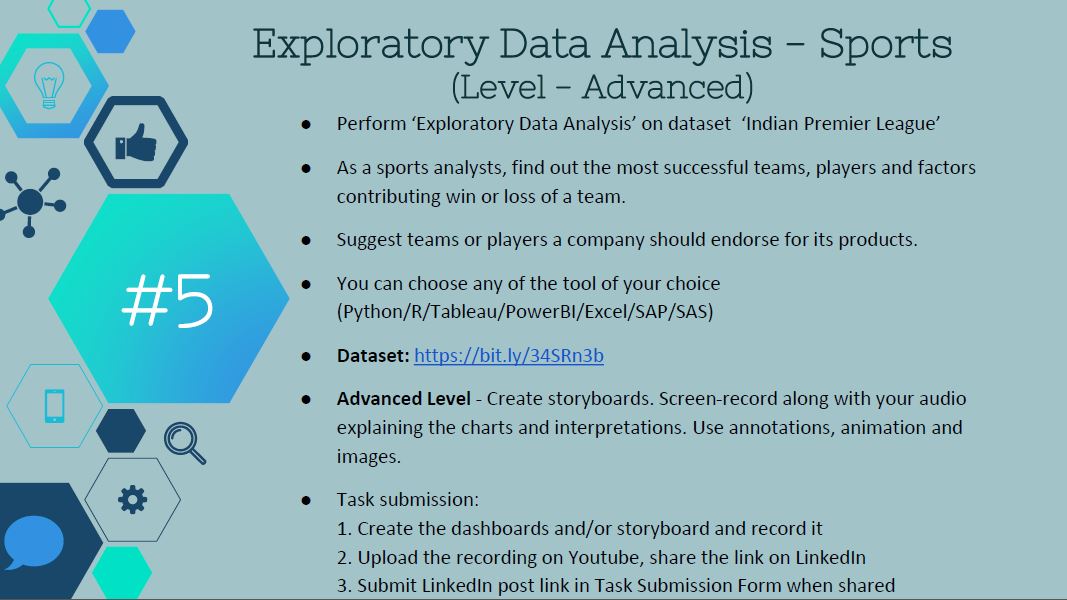 Exploratory Data Analysis – Sports
(Level – Advanced)
● Perform ‘Exploratory Data Analysis’ on dataset ‘Indian Premier League’
● As a sports analysts, find out the most successful teams, players and factors
contributing win or loss of a team.
● Suggest teams or players a company should endorse for its products.
● You can choose any of the tool of your choice
(Python/R/Tableau/PowerBI/Excel/SAP/SAS)
● Dataset: https://bit.ly/34SRn3b
● Advanced Level - Create storyboards. Screen-record along with your audio
explaining the charts and interpretations. Use annotations, animation and
images.
● Task submission:
1. Create the dashboards and/or storyboard and record it
2. Upload the recording on Youtube, share the link on LinkedIn
3. Submit LinkedIn post link in Task Submission Form when shared
#5